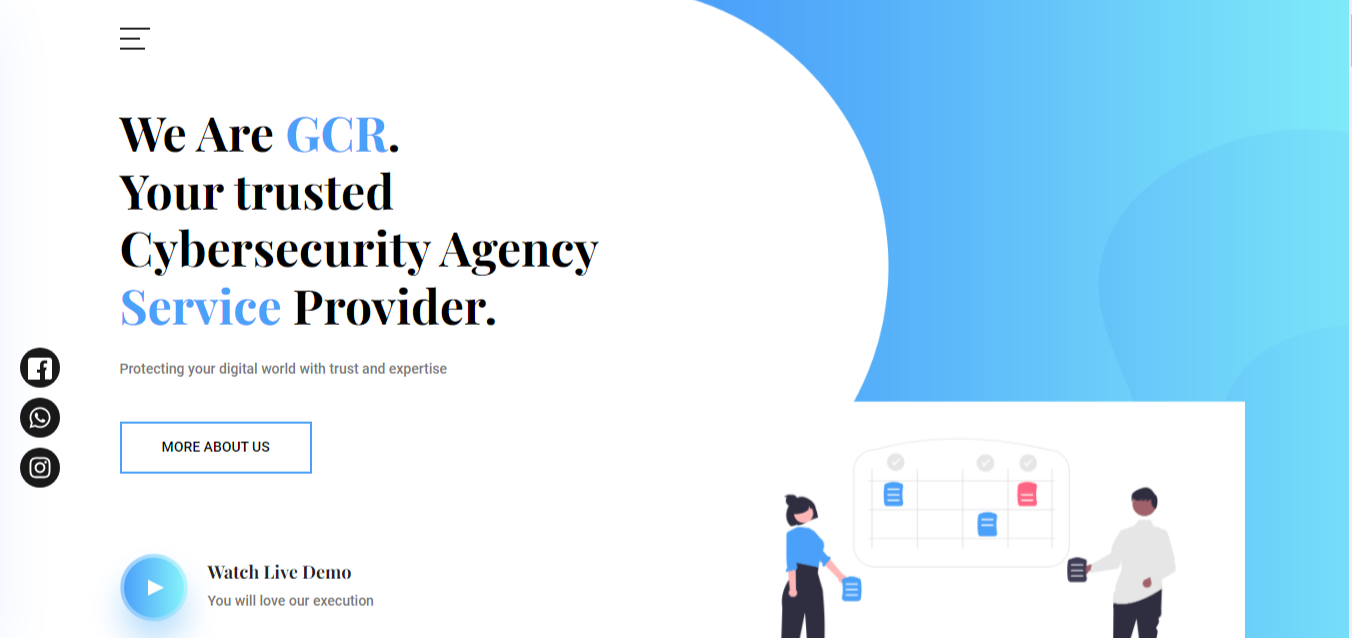 We Are GCR.
Your trusted
Cybersecurity Agency
Service Provider.
Protecting your digital world with trust and expertise
MORE ABOUT US
Watch Live Demo
You will love our execution